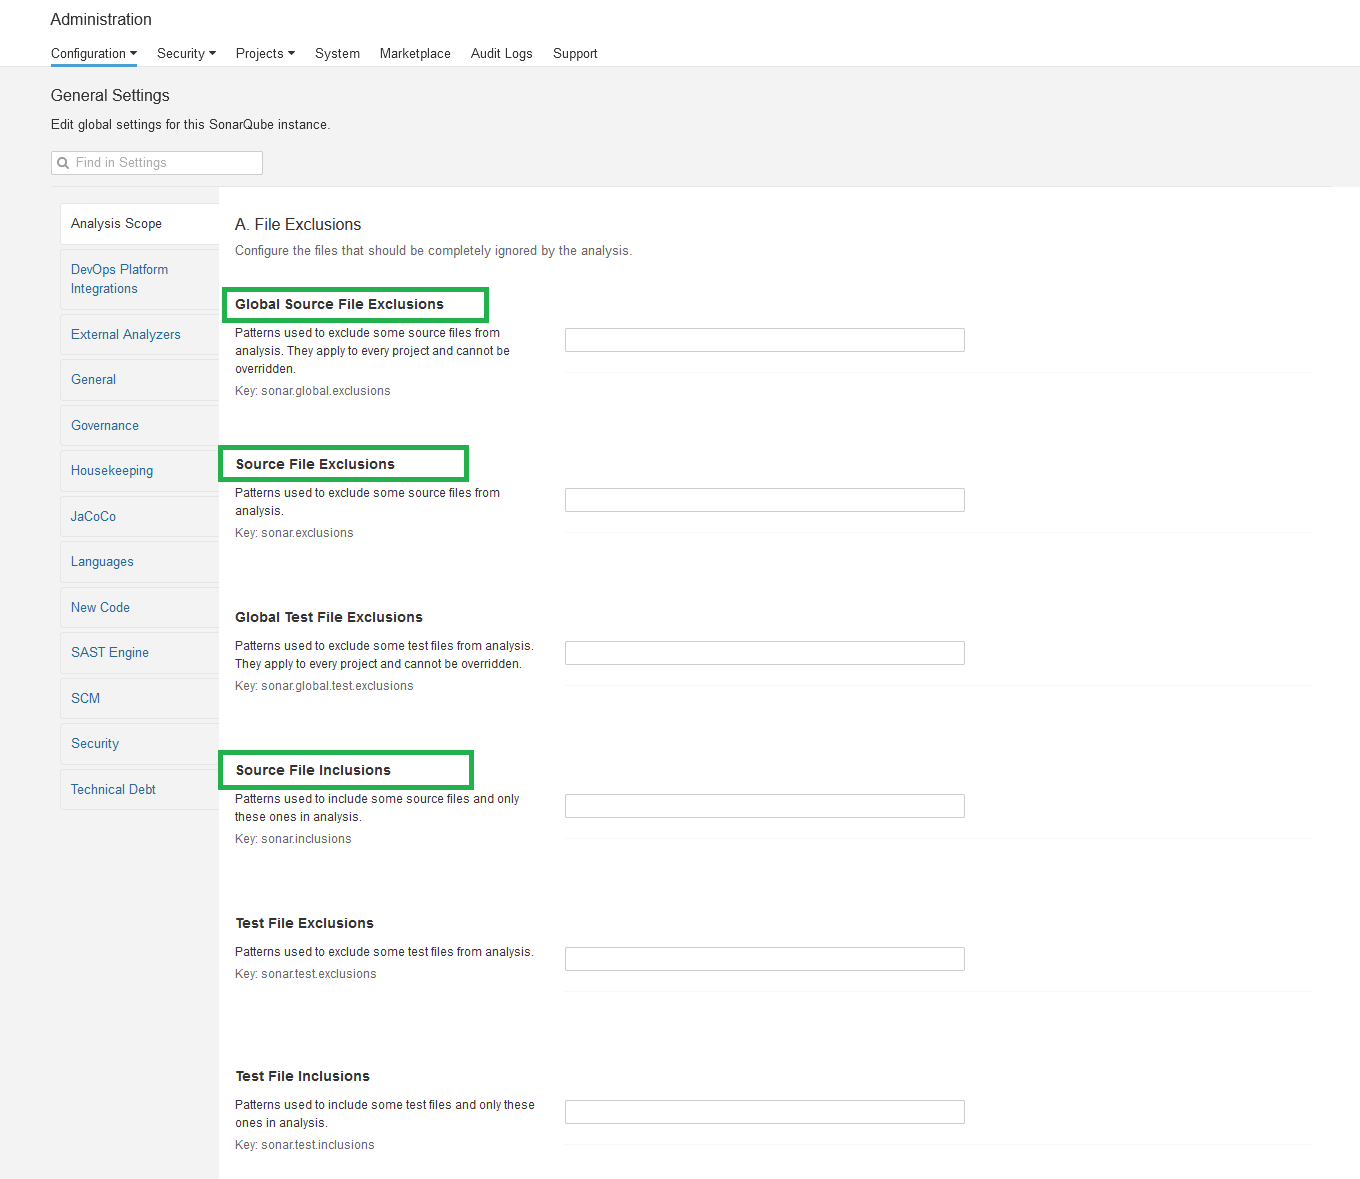 Administration
Configuration Security Projects System Marketplace Audit Logs Support
General Settings
Edit global settings for this SonarQube instance.
Find in Settings
Analysis Scope
DevOps Platform
Integrations
External Analyzers
General
Governance
Housekeeping
JaCoCo
Languages
New Code
SAST Engine
SCM
Security
Technical Debt
A. File Exclusions
Configure the files that should be completely ignored by the analysis.
Global Source File Exclusions
Patterns used to exclude some source files from
analysis. They apply to every project and cannot be
overridden.
Key: sonar.global.exclusions
Source File Exclusions
Patterns used to exclude some source files from
analysis.
Key: sonar.exclusions
Global Test File Exclusions
Patterns used to exclude some test files from analysis.
They apply to every project and cannot be overridden.
Key: sonar.global.test.exclusions
Source File Inclusions
Patterns used to include some source files and only
these ones in analysis.
Key: sonar.inclusions
Test File Exclusions
Patterns used to exclude some test files from analysis.
Key: sonar.test.exclusions
Test File Inclusions
Patterns used to include some test files and only these
ones in analysis.
Key: sonar.test.inclusions